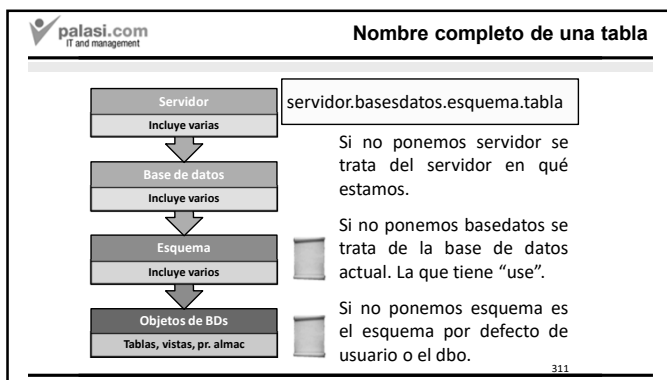 palasi.com
IT and management
Nombre completo de una tabla
Servidor
Incluye varias
Base de datos
Incluye varios
Esquema
Incluye varios
Objetos de BDs
Tablas, vistas, pr. almac
servidor.basesdatos.esquema.tabla
Si no ponemos servidor se
trata del servidor en qué
estamos.
Si no ponemos basedatos se
trata de la base de datos
actual. La que tiene “use”.
Si no ponemos esquema es
el esquema por defecto de
usuario o el dbo.
311